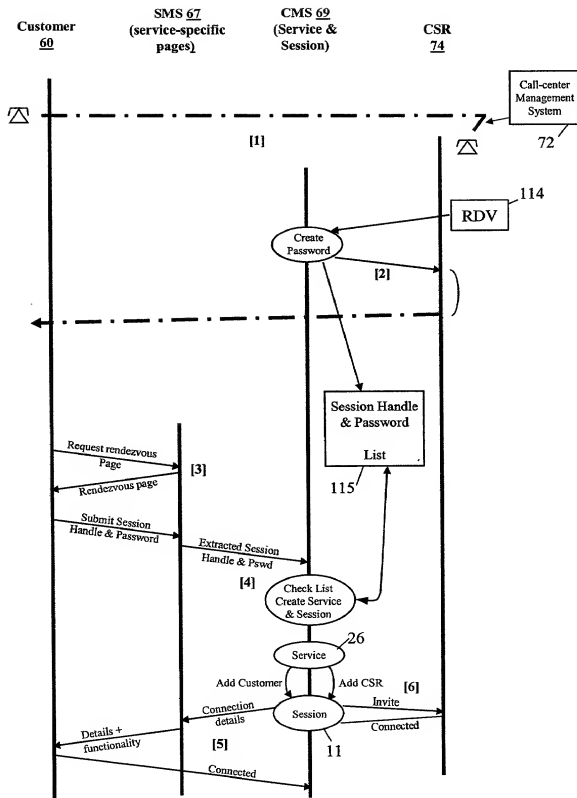 Customer
60
SMS 67
(service-specific
pages)
CMS 69
(Service &
Session)
CSR
74
Call-center
Management
System
72
[1]
RDV
114
Create
Password
[2]
Session Handle
& Password
List
115
Request rendezvous
Page
[3]
Rendezvous page
Submit Session
Handle & Password
Extracted Session
Handle & Pswd
[4]
Check List
Create Service
& Session
26
Service
Add Customer
Add CSR
[6]
Connection
details
Session
Invite
Connected
11
Details +
functionality
[5]
Connected